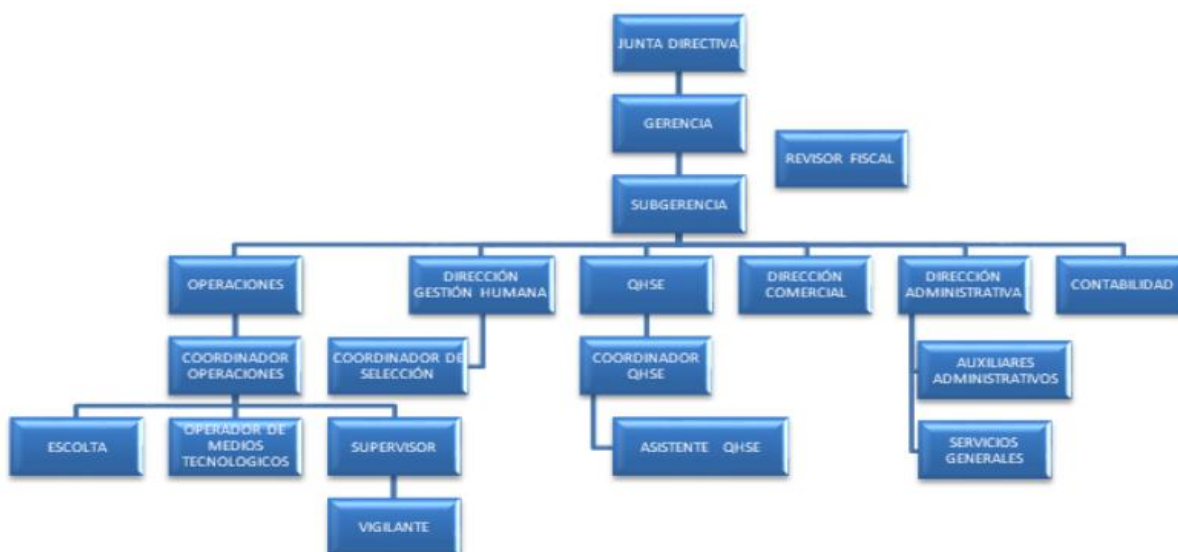 JUNTA DIRECTIVA
GERENCIA
REVISOR FISCAL
SUBGERENCIA
OPERACIONES
DIRECCIÓN
GESTIÓN HUMANA
QHSE
DIRECCIÓN
COMERCIAL
DIRECCIÓN
ADMINISTRATIVA
CONTABILIDAD
COORDINADOR
OPERACIONES
COORDINADOR DE
SELECCIÓN
COORDINADOR
QHSE
AUXILIARES
ADMINISTRATIVOS
ESCOLTA
OPERADOR DE
MEDIOS
TECNOLOGICOS
SUPERVISOR
ASISTENTE QHSE
SERVICIOS
GENERALES
VIGILANTE